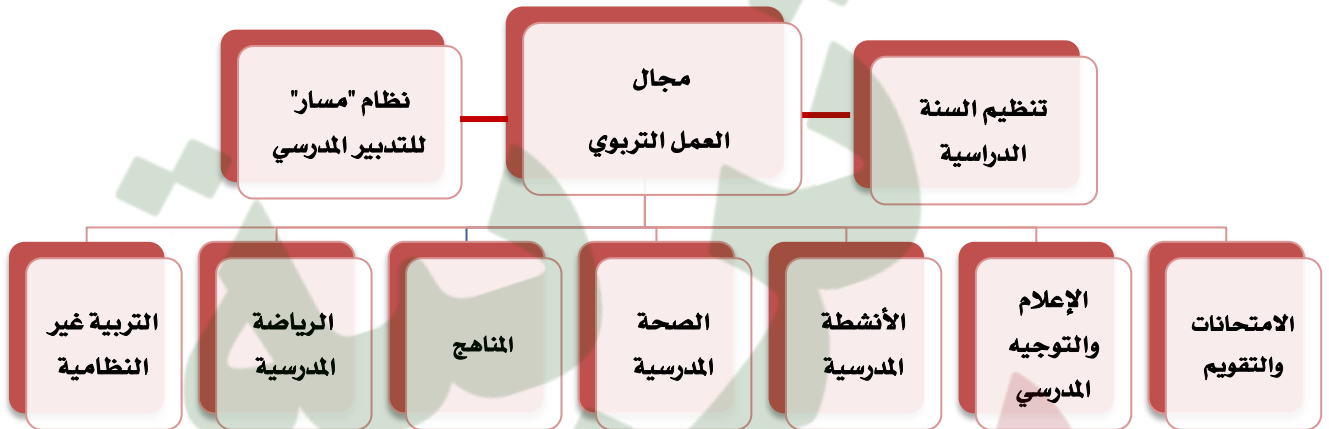 مجال
العمل التربوي
تنظيم السنة
الدراسية
نظام "مسار"
للتدبير المدرسي
الامتحانات
والتقويم
الإعلام
والتوجيه
المدرسي
الأنشطة
المدرسية
الصحة
المدرسية
المناهج
الرياضة
المدرسية
التربية غير
النظامية